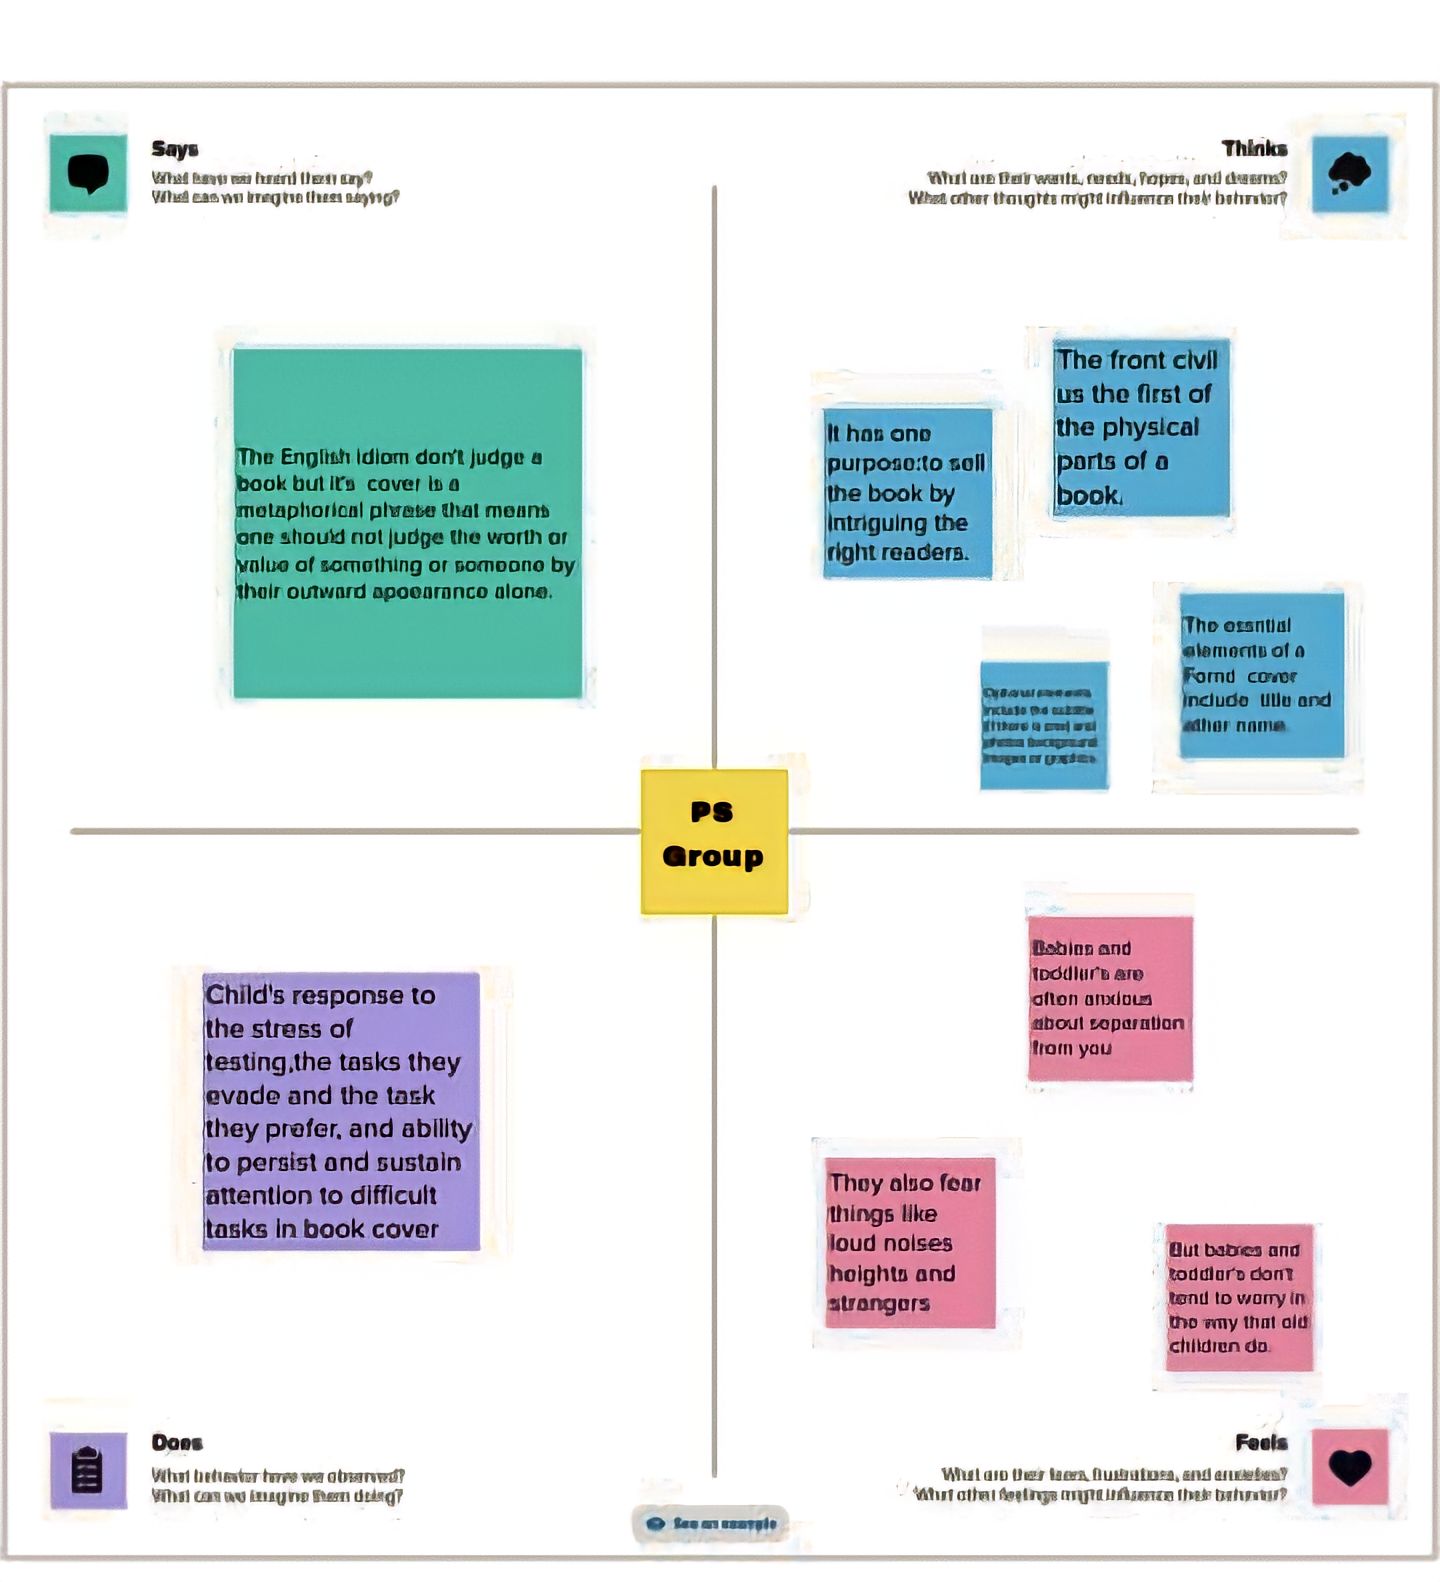 Says
What have we heard them say?
What can we imagine them saying?
Thinks
What are their wants, needs, hopes, and dreams?
What other thoughts might influence their behavior?
The English idiom don't judge a
book but it's cover is a
metaphorical phrase that means
one should not judge the worth or
value of something or someone by
their outward apoearance alone.
It has one
purpose:to sell
the book by
intriguing the
right readers.
The front civil
us the first of
the physical
parts of a
book.
include the subtitle
images or graphics
The essntial
elements of a
cover
include title and
name.
PS
Group
Child's response to
the stress of
testing,the tasks they
evade and the task
they prefer, and ability
to persist and sustain
attention to difficult
tasks in book cover
Babies and
toddlur's are
often anxious
about separation
from you
They also fear
things like
loud noises
heights and
strangers
But babies and
toddler's don't
tend to worry in
the way that old
children do.
Does
What behavior have we observed?
What can we imagine them doing?
Feels
What are their fears, frustrations, and anxieties?
What other feelings might influence their behavior?
See an example